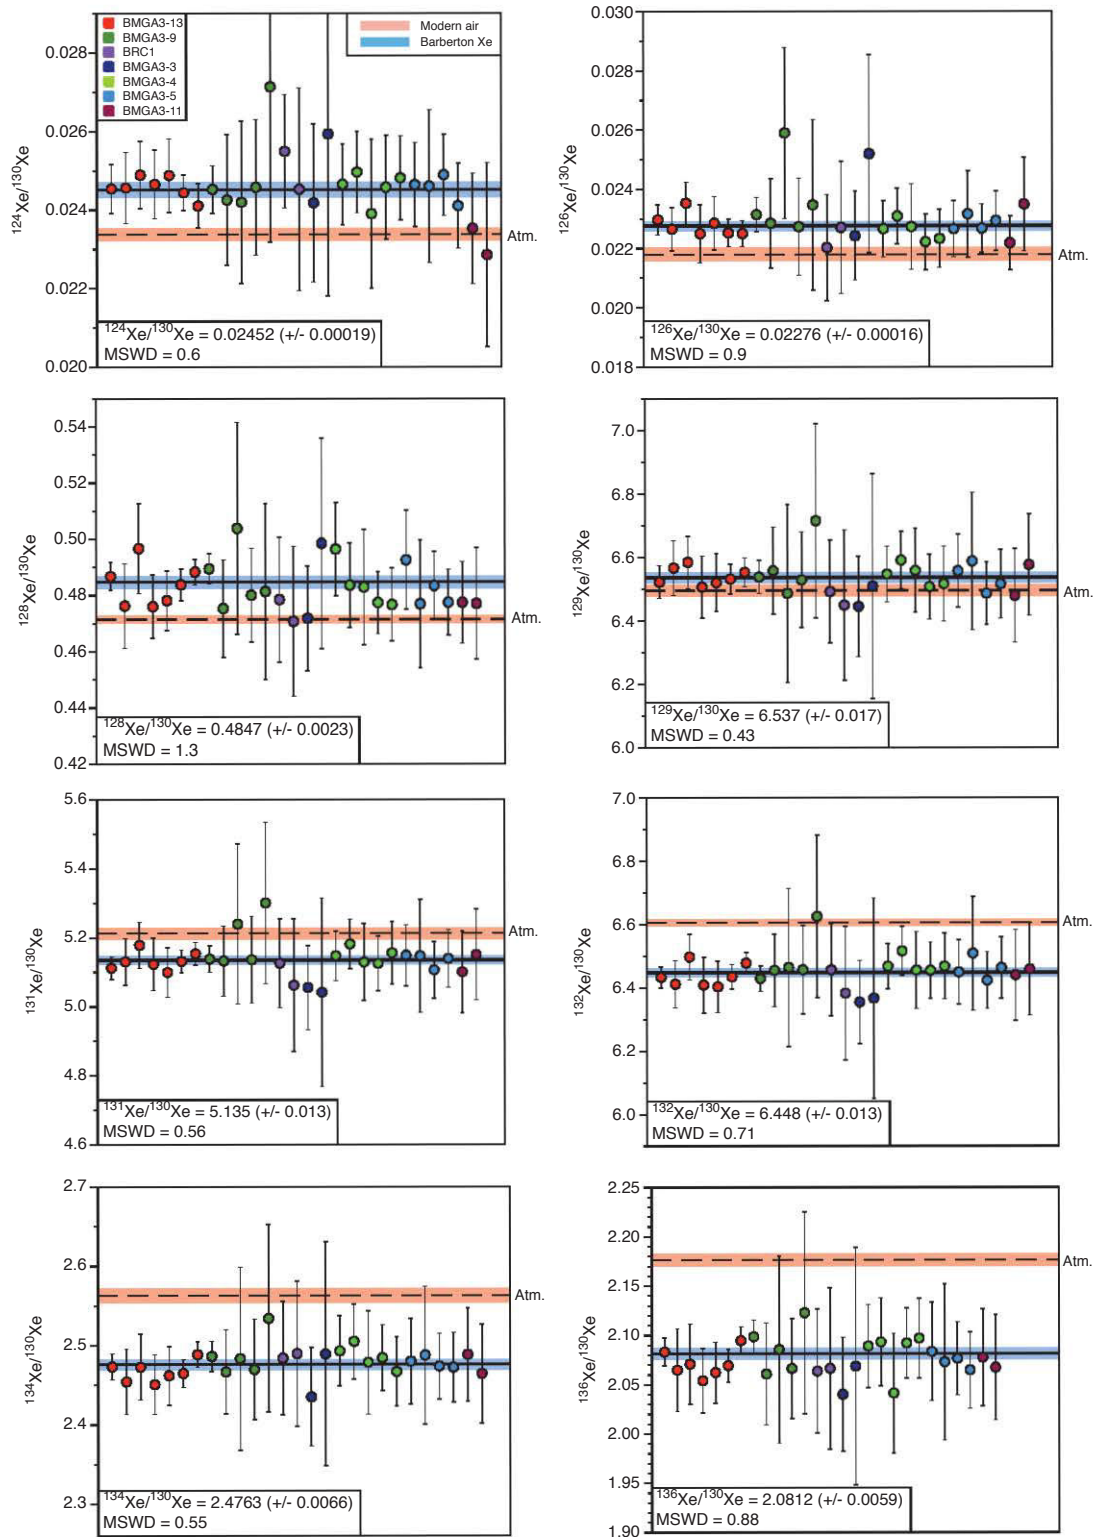 BMGA3-13
BMGA3-9
BRC1
BMGA3-3
BMGA3-4
BMGA3-5
BMGA3-11
Modern air
Barberton Xe
0.028
0.026
0.024
0.022
0.020
¹²⁴Xe/¹³⁰Xe
Atm.
¹²⁴Xe/¹³⁰Xe = 0.02452 (+/- 0.00019)
MSWD = 0.6
0.030
0.028
0.026
0.024
0.022
0.020
0.018
¹²⁶Xe/¹³⁰Xe
Atm.
¹²⁶Xe/¹³⁰Xe = 0.02276 (+/- 0.00016)
MSWD = 0.9
0.54
0.52
0.50
0.48
0.46
0.44
0.42
¹²⁸Xe/¹³⁰Xe
Atm.
¹²⁸Xe/¹³⁰Xe = 0.4847 (+/- 0.0023)
MSWD = 1.3
7.0
6.8
6.6
6.4
6.2
6.0
¹²⁹Xe/¹³⁰Xe
Atm.
¹²⁹Xe/¹³⁰Xe = 6.537 (+/- 0.017)
MSWD = 0.43
5.6
5.4
5.2
5.0
4.8
4.6
¹³¹Xe/¹³⁰Xe
Atm.
¹³¹Xe/¹³⁰Xe = 5.135 (+/- 0.013)
MSWD = 0.56
7.0
6.8
6.6
6.4
6.2
6.0
¹³²Xe/¹³⁰Xe
Atm.
¹³²Xe/¹³⁰Xe = 6.448 (+/- 0.013)
MSWD = 0.71
2.7
2.6
2.5
2.4
2.3
¹³⁴Xe/¹³⁰Xe
Atm.
¹³⁴Xe/¹³⁰Xe = 2.4763 (+/- 0.0066)
MSWD = 0.55
2.25
2.20
2.15
2.10
2.05
2.00
1.95
1.90
¹³⁶Xe/¹³⁰Xe
Atm.
¹³⁶Xe/¹³⁰Xe = 2.0812 (+/- 0.0059)
MSWD = 0.88